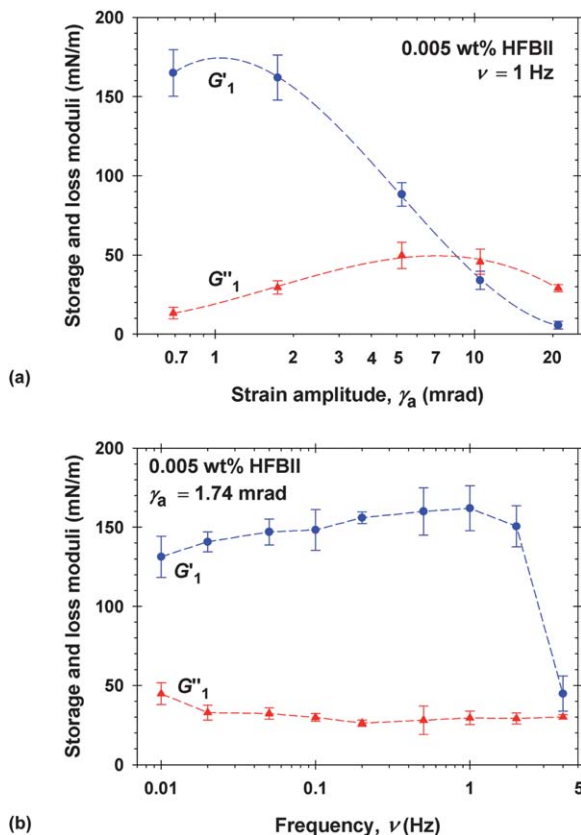 200
150
100
50
0
Storage and loss moduli (mN/m)
0.005 wt% HFBII
ν = 1 Hz
G'1
G"1
0.7 1 2 3 4 5 7 10 20
Strain amplitude, γa (mrad)
(a)
200
150
100
50
0
Storage and loss moduli (mN/m)
0.005 wt% HFBII
γa = 1.74 mrad
G'1
G"1
0.01 0.1 1 5
Frequency, ν (Hz)
(b)